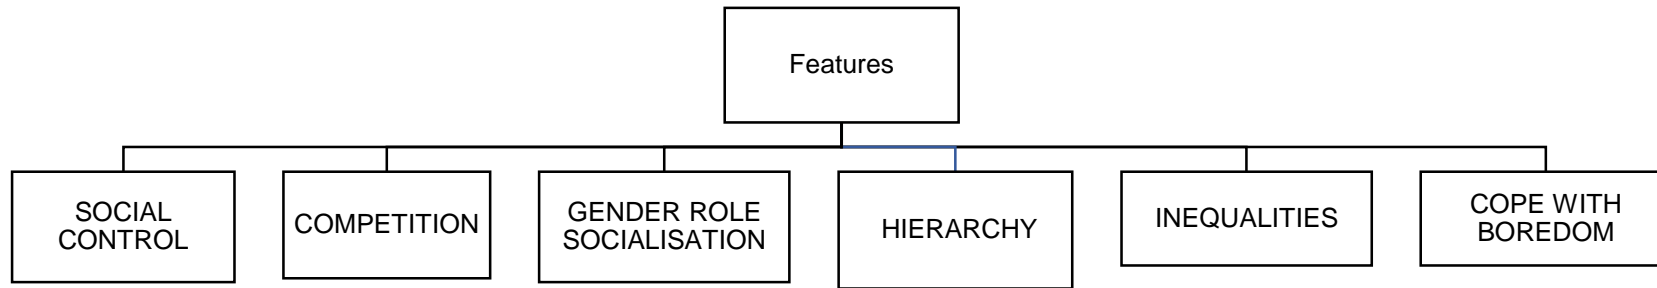 Features
SOCIAL
CONTROL
COMPETITION
GENDER ROLE
SOCIALISATION
HIERARCHY
INEQUALITIES
COPE WITH
BOREDOM